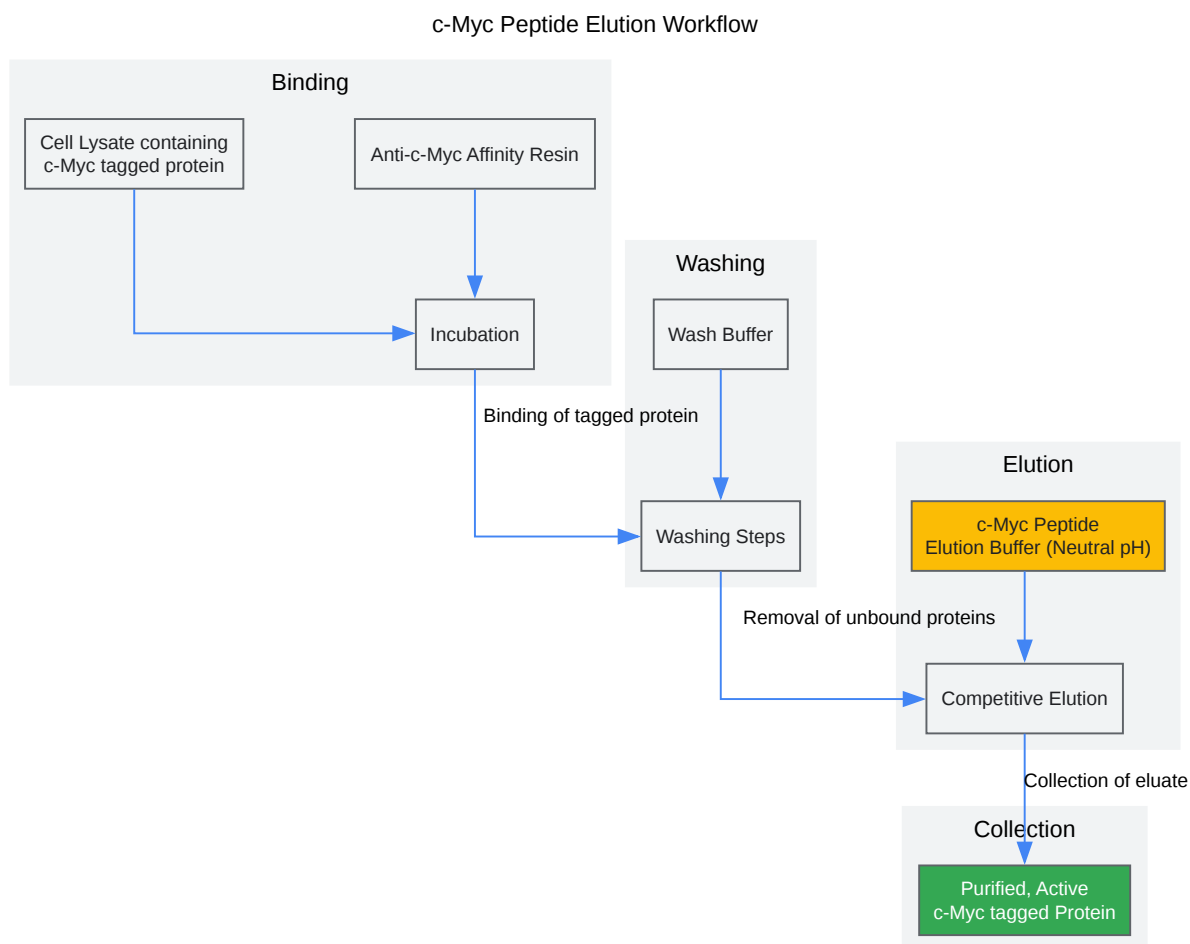 c-Myc Peptide Elution Workflow
Binding
Cell Lysate containing
c-Myc tagged protein
Anti-c-Myc Affinity Resin
Incubation
Washing
Wash Buffer
Binding of tagged protein
Washing Steps
Elution
c-Myc Peptide
Elution Buffer (Neutral pH)
Removal of unbound proteins
Competitive Elution
Collection of eluate
Collection
Purified, Active
c-Myc tagged Protein